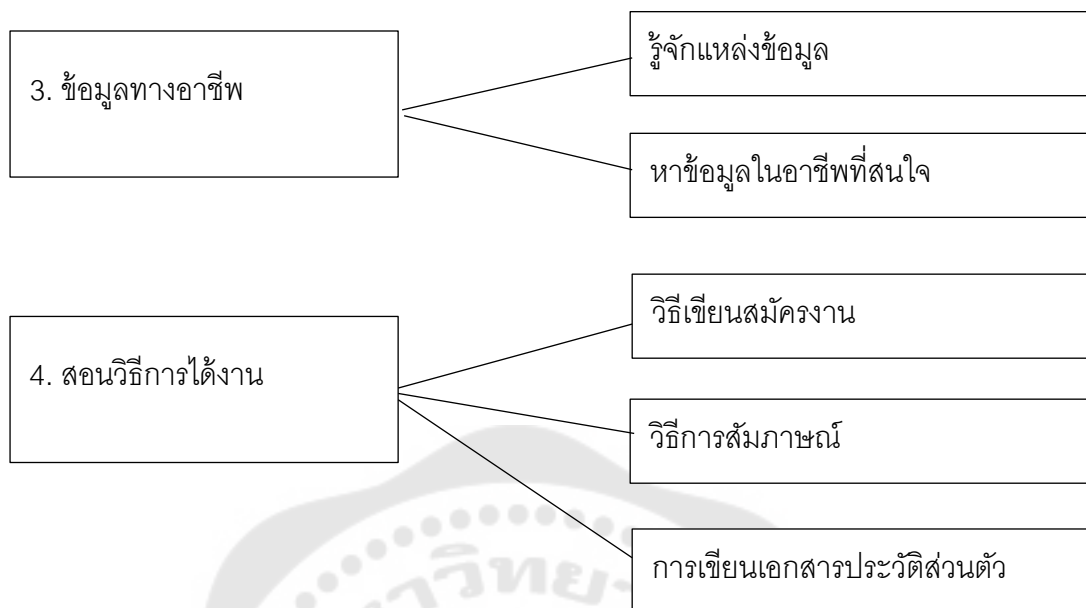 3. ข้อมูลทางอาชีพ
รู้จักแหล่งข้อมูล
หาข้อมูลในอาชีพที่สนใจ
4. สอนวิธีการได้งาน
วิธีเขียนสมัครงาน
วิธีการสัมภาษณ์
การเขียนเอกสารประวัติส่วนตัว